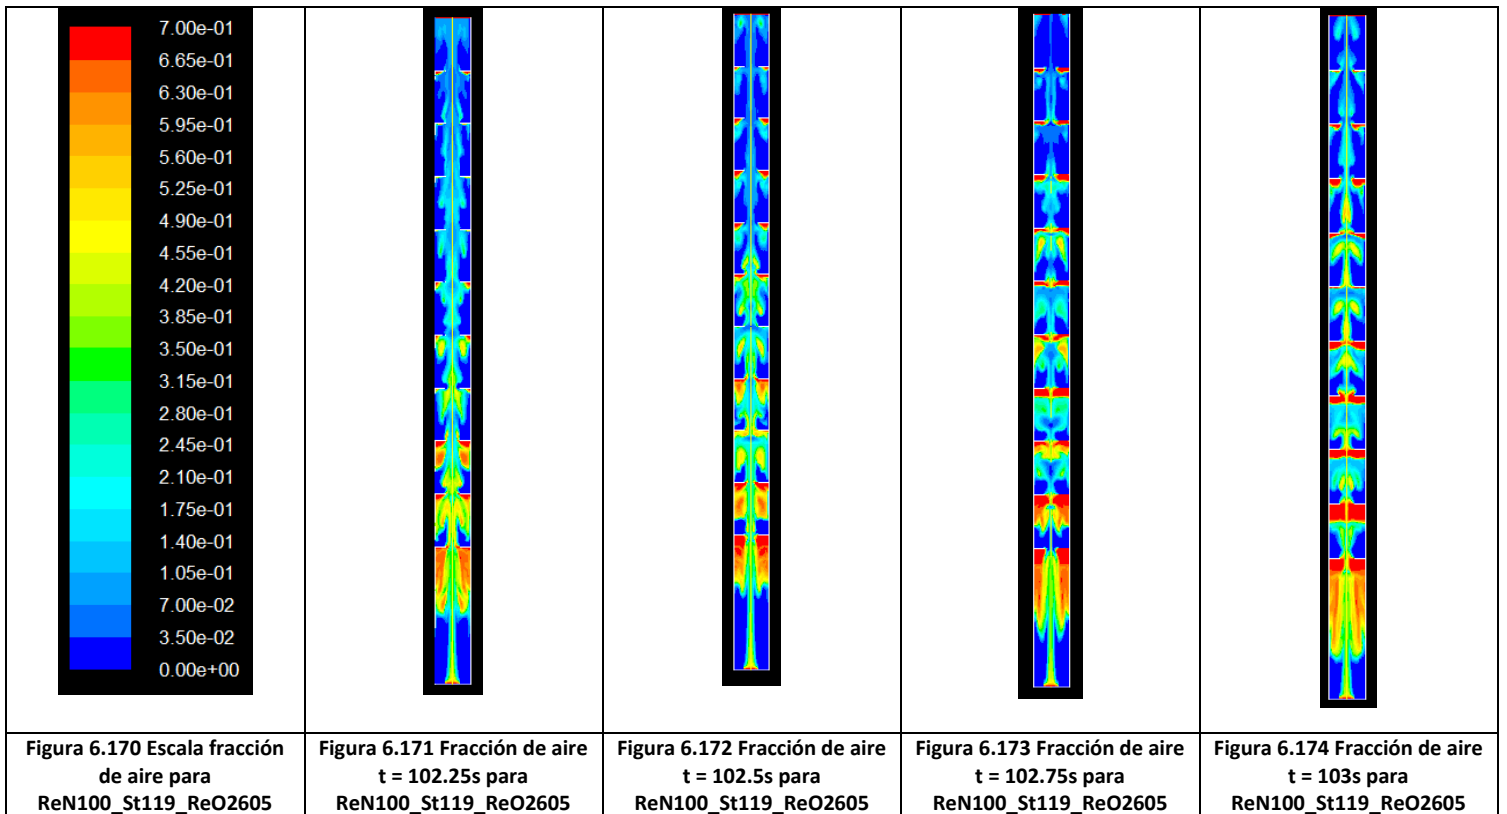 7.00e-01
6.65e-01
6.30e-01
5.95e-01
5.60e-01
5.25e-01
4.90e-01
4.55e-01
4.20e-01
3.85e-01
3.50e-01
3.15e-01
2.80e-01
2.45e-01
2.10e-01
1.75e-01
1.40e-01
1.05e-01
7.00e-02
3.50e-02
0.00e+00
Figura 6.170 Escala fracción
de aire para
ReN100_St119_ReO2605
Figura 6.171 Fracción de aire
t = 102.25s para
ReN100_St119_ReO2605
Figura 6.172 Fracción de aire
t = 102.5s para
ReN100_St119_ReO2605
Figura 6.173 Fracción de aire
t = 102.75s para
ReN100_St119_ReO2605
Figura 6.174 Fracción de aire
t = 103s para
ReN100_St119_ReO2605